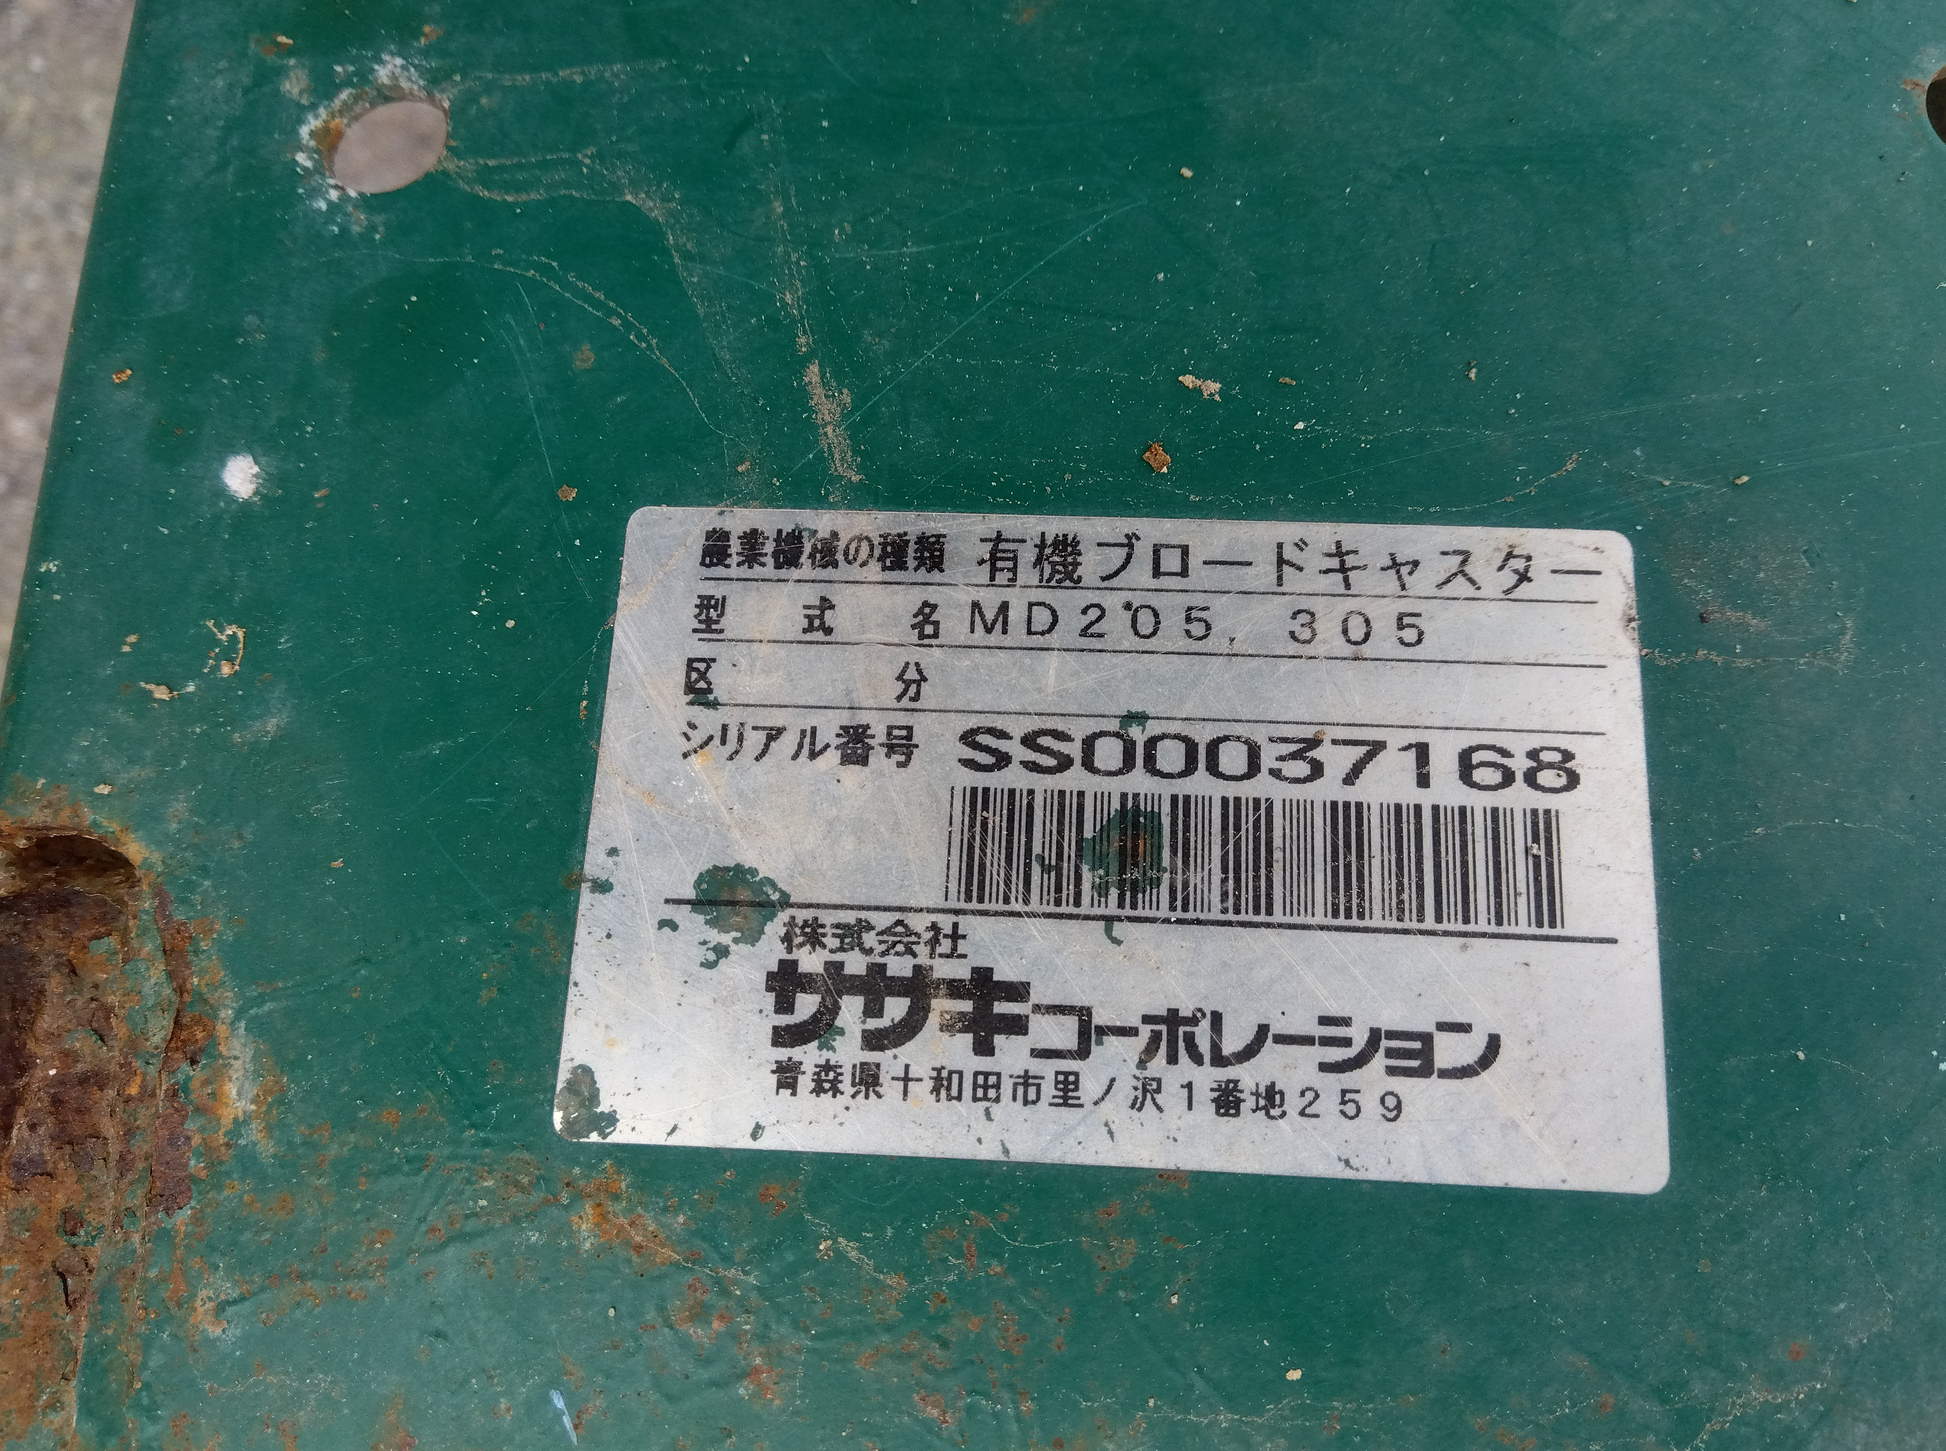 農業機械の種類 有機ブロードキャスター
型式名 MD205, 305
区分
シリアル番号 SS00037168
株式会社
ササキコーポレーション
青森県十和田市里ノ沢1番地259